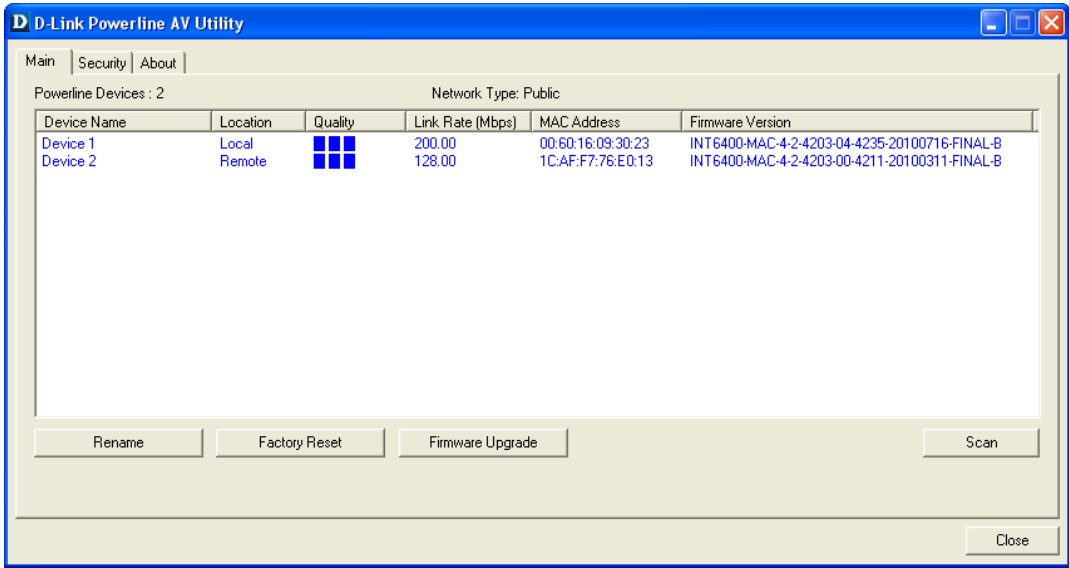 D D-Link Powerline AV Utility
Main Security About
Powerline Devices : 2 Network Type: Public
Device Name Location Quality Link Rate (Mbps) MAC Address Firmware Version
Device 1 Local 200.00 00:60:16:09:30:23 INT6400-MAC-4-2-4203-04-4235-20100716-FINAL-B
Device 2 Remote 128.00 1C:AF:F7:76:E0:13 INT6400-MAC-4-2-4203-00-4211-20100311-FINAL-B
Rename Factory Reset Firmware Upgrade Scan
Close